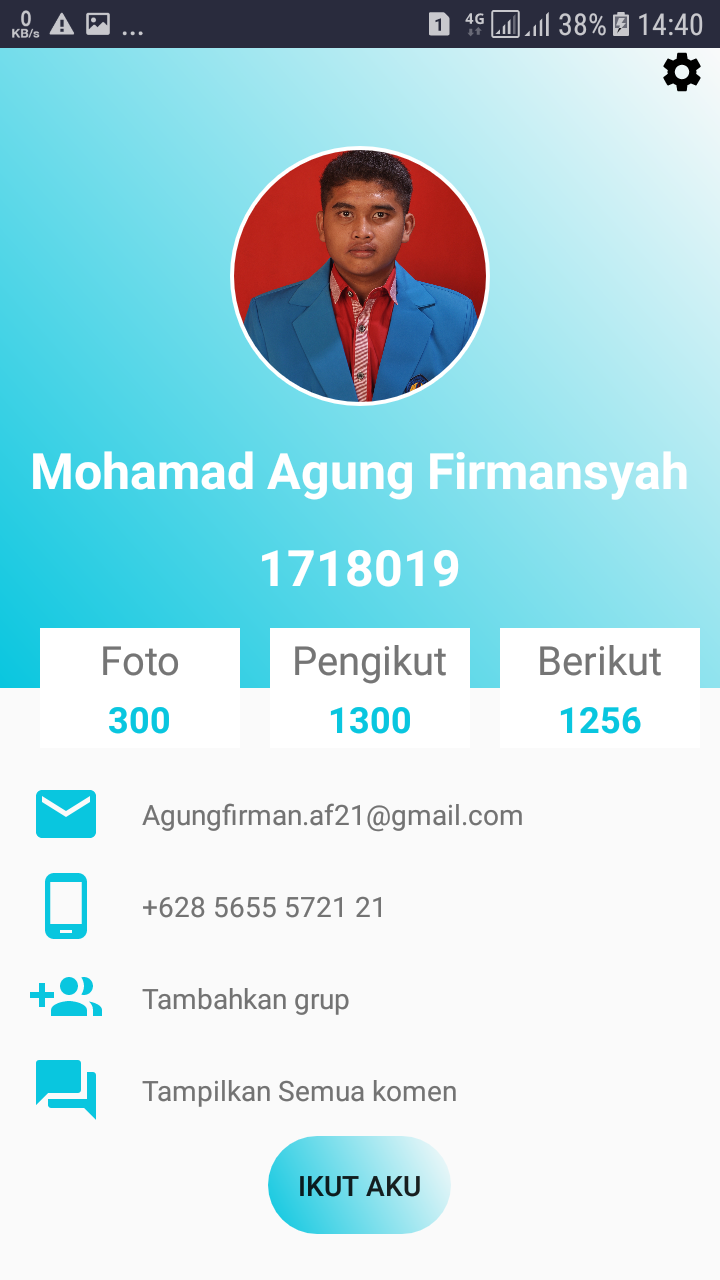 0
KB/s
...
1
4G
38%
14:40
Mohamad Agung Firmansyah
1718019
Foto
300
Pengikut
1300
Berikut
1256
Agungfirman.af21@gmail.com
+628 5655 5721 21
Tambahkan grup
Tampilkan Semua komen
IKUT AKU